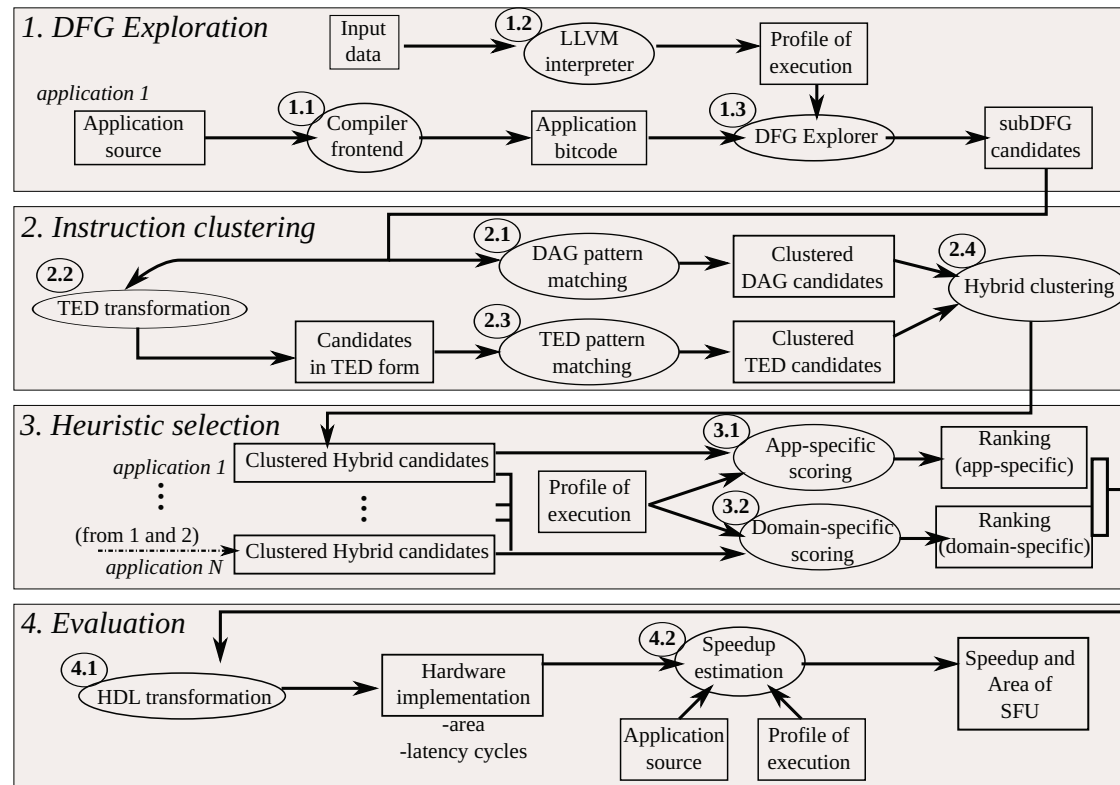 1. DFG Exploration
Input
data
1.2
LLVM
interpreter
Profile of
execution
application 1
Application
source
1.1
Compiler
frontend
Application
bitcode
1.3
DFG Explorer
subDFG
candidates
2. Instruction clustering
2.2
TED transformation
2.1
DAG pattern
matching
Clustered
DAG candidates
2.4
Hybrid clustering
Candidates
in TED form
2.3
TED pattern
matching
Clustered
TED candidates
3. Heuristic selection
application 1
Clustered Hybrid candidates
(from 1 and 2)
application N
Clustered Hybrid candidates
Profile of
execution
3.1
App-specific
scoring
Ranking
(app-specific)
3.2
Domain-specific
scoring
Ranking
(domain-specific)
4. Evaluation
4.1
HDL transformation
Hardware
implementation
-area
-latency cycles
4.2
Speedup
estimation
Application
source
Profile of
execution
Speedup and
Area of
SFU